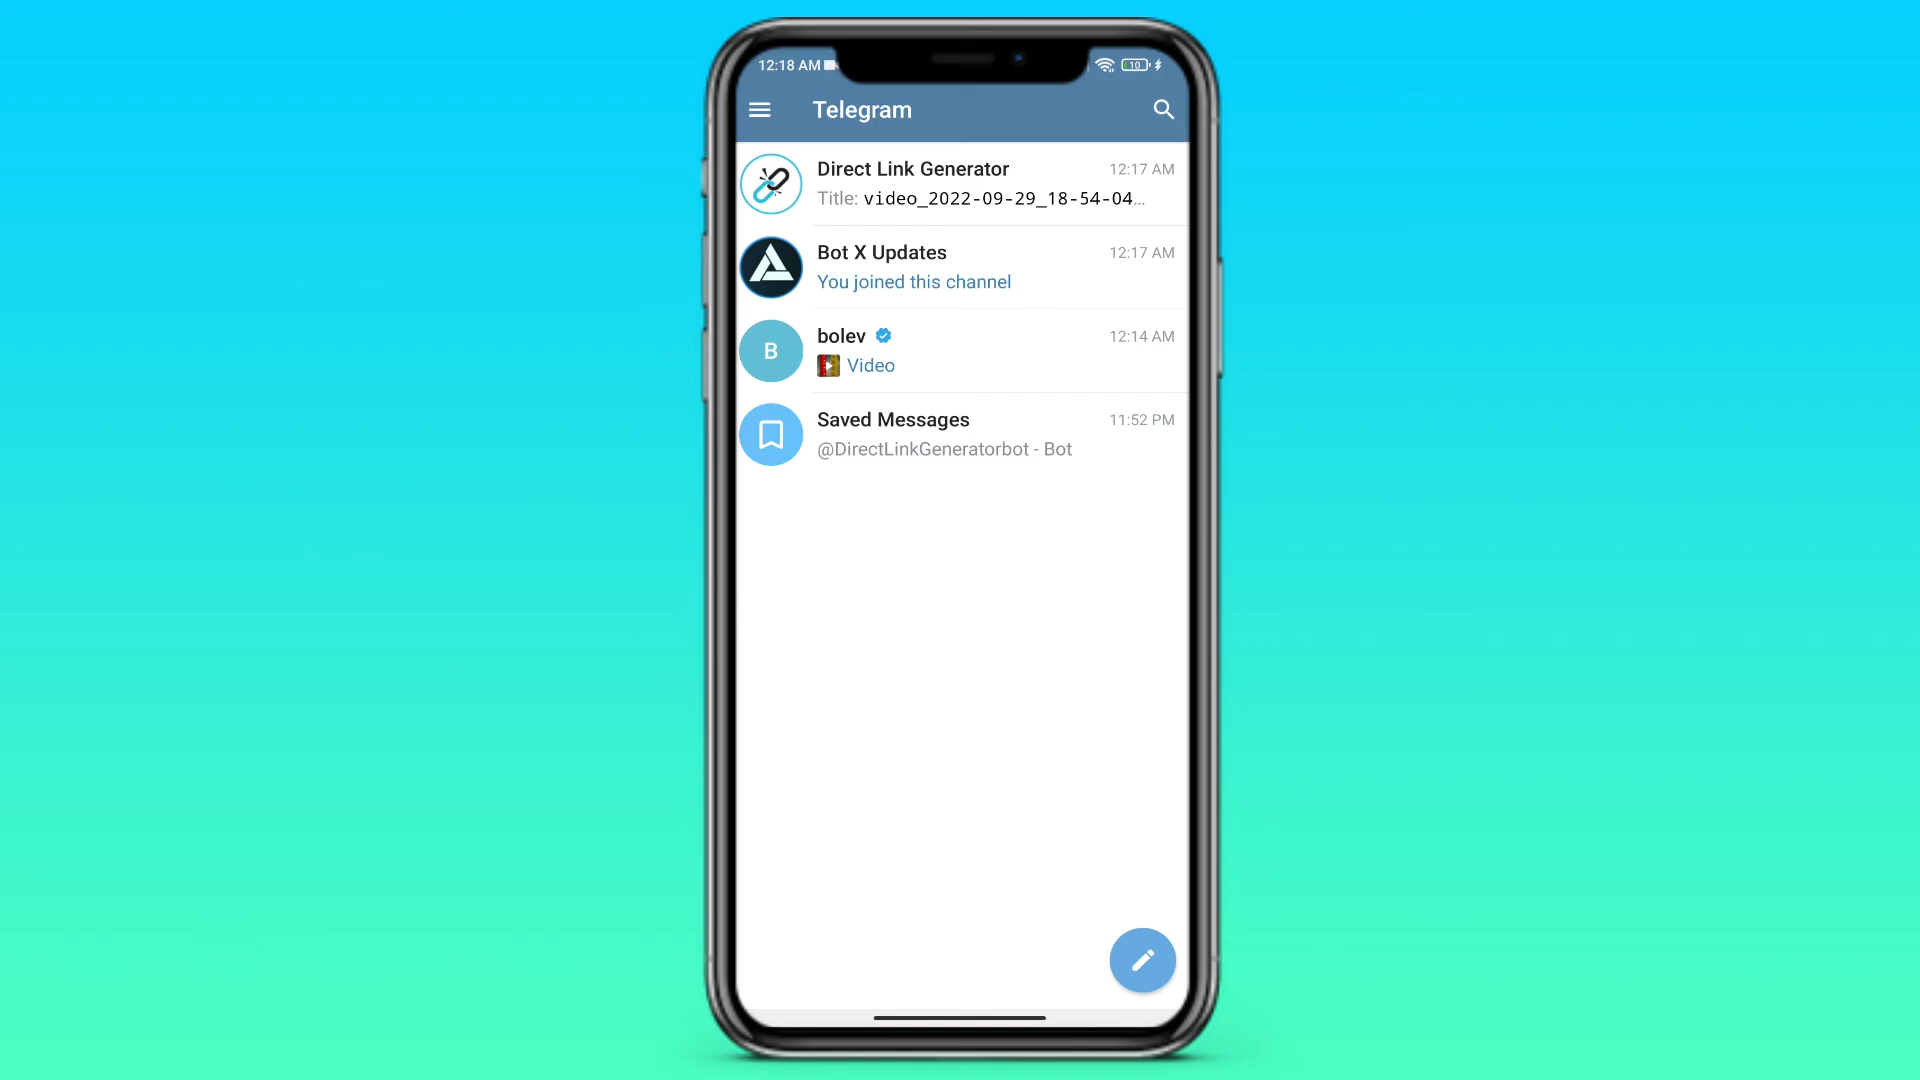 12:18 AM
10
Telegram
Direct Link Generator 12:17 AM
Title: video_2022-09-29_18-54-04...
Bot X Updates 12:17 AM
You joined this channel
B
bolev 12:14 AM
Video
Saved Messages 11:52 PM
@DirectLinkGeneratorbot - Bot